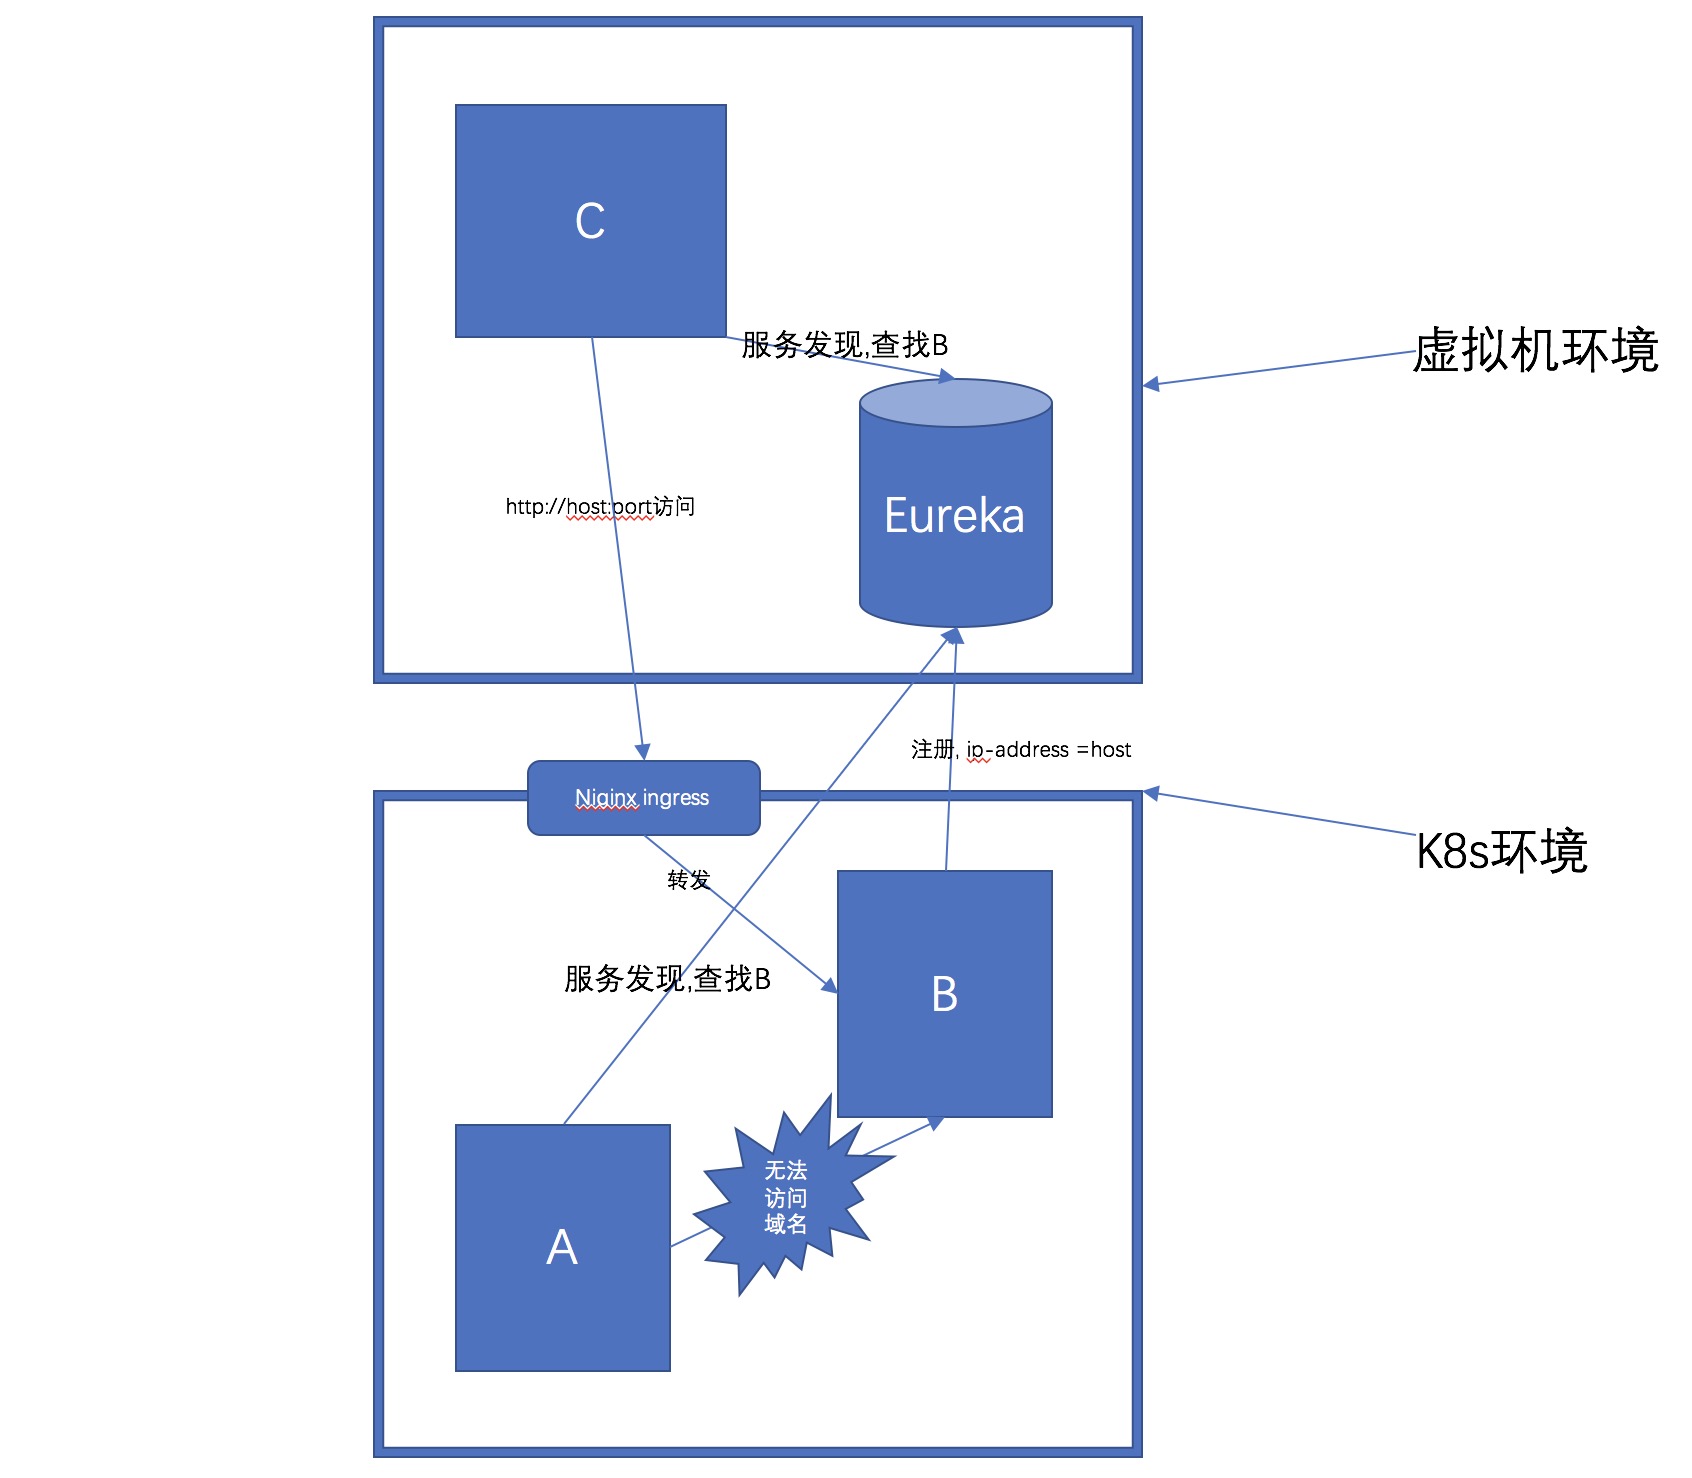 C
服务发现,查找B
虚拟机环境
Eureka
http://host:port访问
注册, ip-address =host
Niginx ingress
K8s环境
转发
服务发现,查找B
B
无法
访问
域名
A